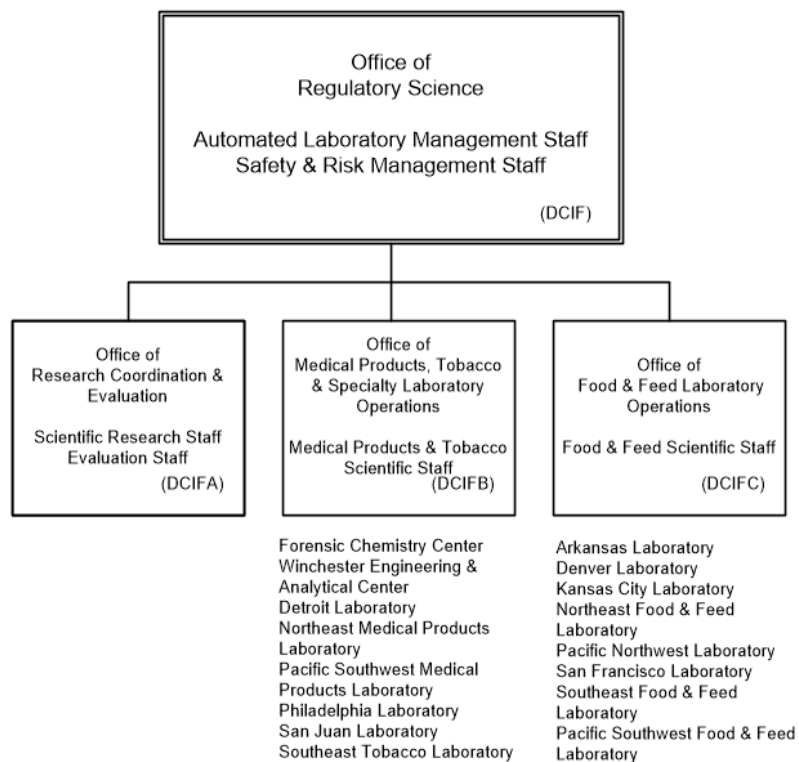 Office of
Regulatory Science
Automated Laboratory Management Staff
Safety & Risk Management Staff
(DCIF)
Office of
Research Coordination &
Evaluation
Scientific Research Staff
Evaluation Staff
(DCIFA)
Office of
Medical Products, Tobacco
& Specialty Laboratory
Operations
Medical Products & Tobacco
Scientific Staff
(DCIFB)
Office of
Food & Feed Laboratory
Operations
Food & Feed Scientific Staff
(DCIFC)
Forensic Chemistry Center
Winchester Engineering &
Analytical Center
Detroit Laboratory
Northeast Medical Products
Laboratory
Pacific Southwest Medical
Products Laboratory
Philadelphia Laboratory
San Juan Laboratory
Southeast Tobacco Laboratory
Arkansas Laboratory
Denver Laboratory
Kansas City Laboratory
Northeast Food & Feed
Laboratory
Pacific Northwest Laboratory
San Francisco Laboratory
Southeast Food & Feed
Laboratory
Pacific Southwest Food & Feed
Laboratory